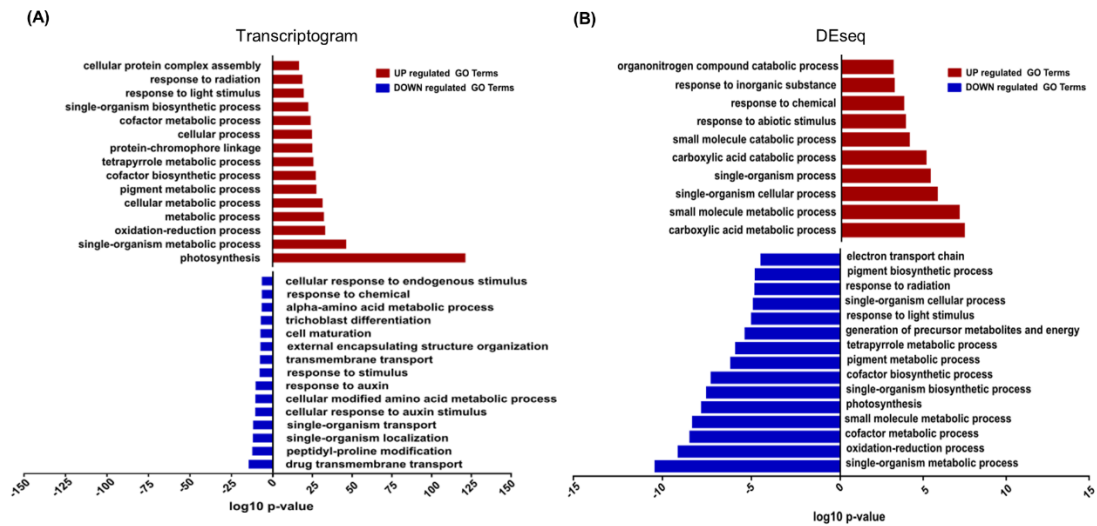 (A)
Transcriptogram
cellular protein complex assembly
response to radiation
response to light stimulus
single-organism biosynthetic process
cofactor metabolic process
cellular process
protein-chromophore linkage
tetrapyrrole metabolic process
cofactor biosynthetic process
pigment metabolic process
cellular metabolic process
metabolic process
oxidation-reduction process
single-organism metabolic process
photosynthesis
UP regulated GO Terms
DOWN regulated GO Terms
cellular response to endogenous stimulus
response to chemical
alpha-amino acid metabolic process
trichoblast differentiation
cell maturation
external encapsulating structure organization
transmembrane transport
response to stimulus
response to auxin
cellular modified amino acid metabolic process
cellular response to auxin stimulus
single-organism transport
single-organism localization
peptidyl-proline modification
drug transmembrane transport
-150 -125 -100 -75 -50 -25 0 25 50 75 100 125 150
log10 p-value
(B)
DEseq
organonitrogen compound catabolic process
response to inorganic substance
response to chemical
response to abiotic stimulus
small molecule catabolic process
carboxylic acid catabolic process
single-organism process
single-organism cellular process
small molecule metabolic process
carboxylic acid metabolic process
UP regulated GO Terms
DOWN regulated GO Terms
electron transport chain
pigment biosynthetic process
response to radiation
single-organism cellular process
response to light stimulus
generation of precursor metabolites and energy
tetrapyrrole metabolic process
pigment metabolic process
cofactor biosynthetic process
single-organism biosynthetic process
photosynthesis
small molecule metabolic process
cofactor metabolic process
oxidation-reduction process
single-organism metabolic process
-15 -10 -5 0 5 10 15
log10 p-value